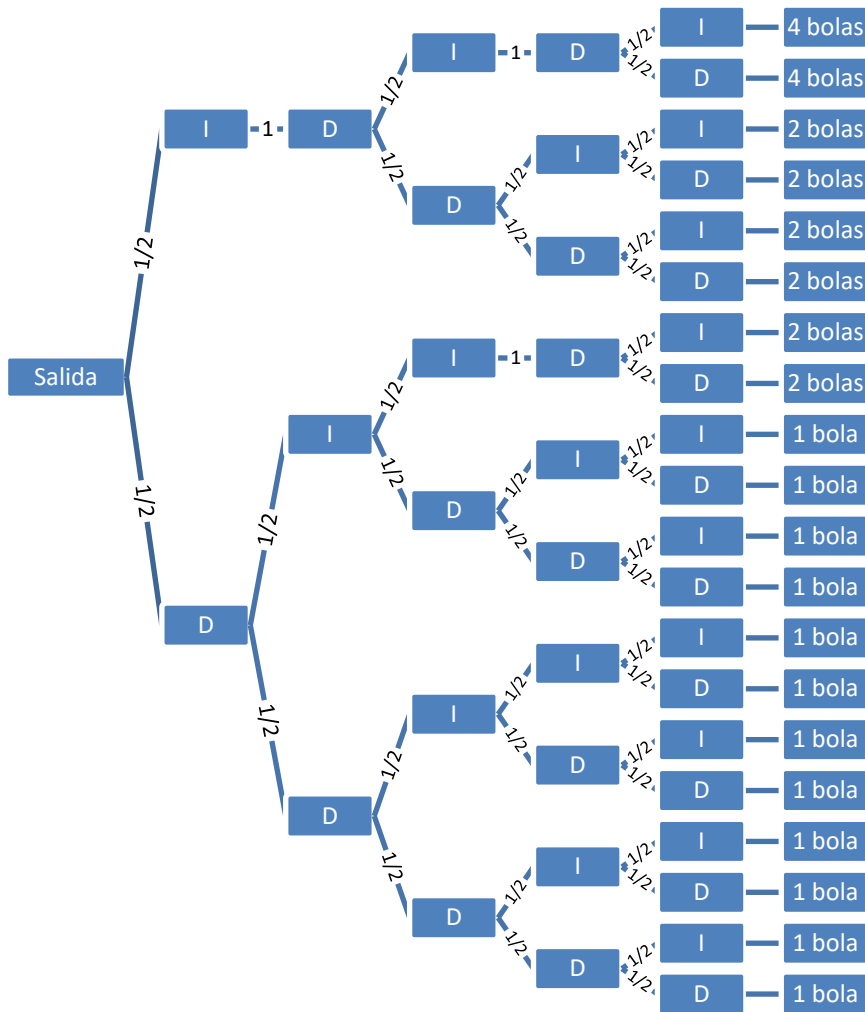 1/2 I 4 bolas
I 1 D
1/2 D 4 bolas
1/2
I 1 D
1/2 I 2 bolas
I
1/2
1/2 D 2 bolas
1/2
D
1/2
1/2 I 2 bolas
1/2
D
1/2 D 2 bolas
1/2 I 2 bolas
I 1 D
Salida
1/2 D 2 bolas
1/2
I
1/2 I 1 bola
I
1/2
1/2 D 1 bola
1/2
1/2
D
1/2
1/2 I 1 bola
1/2
D
1/2 D 1 bola
D
1/2 I 1 bola
I
1/2 D 1 bola
1/2
I
1/2
1/2
1/2 I 1 bola
1/2
D
1/2 D 1 bola
D
1/2 I 1 bola
I
1/2
1/2 D 1 bola
1/2
D
1/2 I 1 bola
1/2
D
1/2 D 1 bola